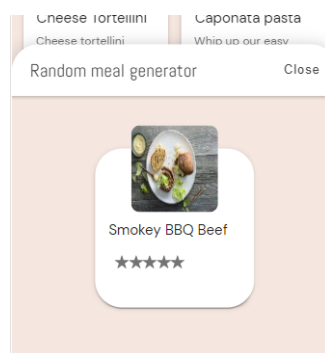 Cheese Tortellini
Caponata pasta
Cheese tortellini
Whip up our easy
Random meal generator
Close
Smokey BBQ Beef
★★★★★